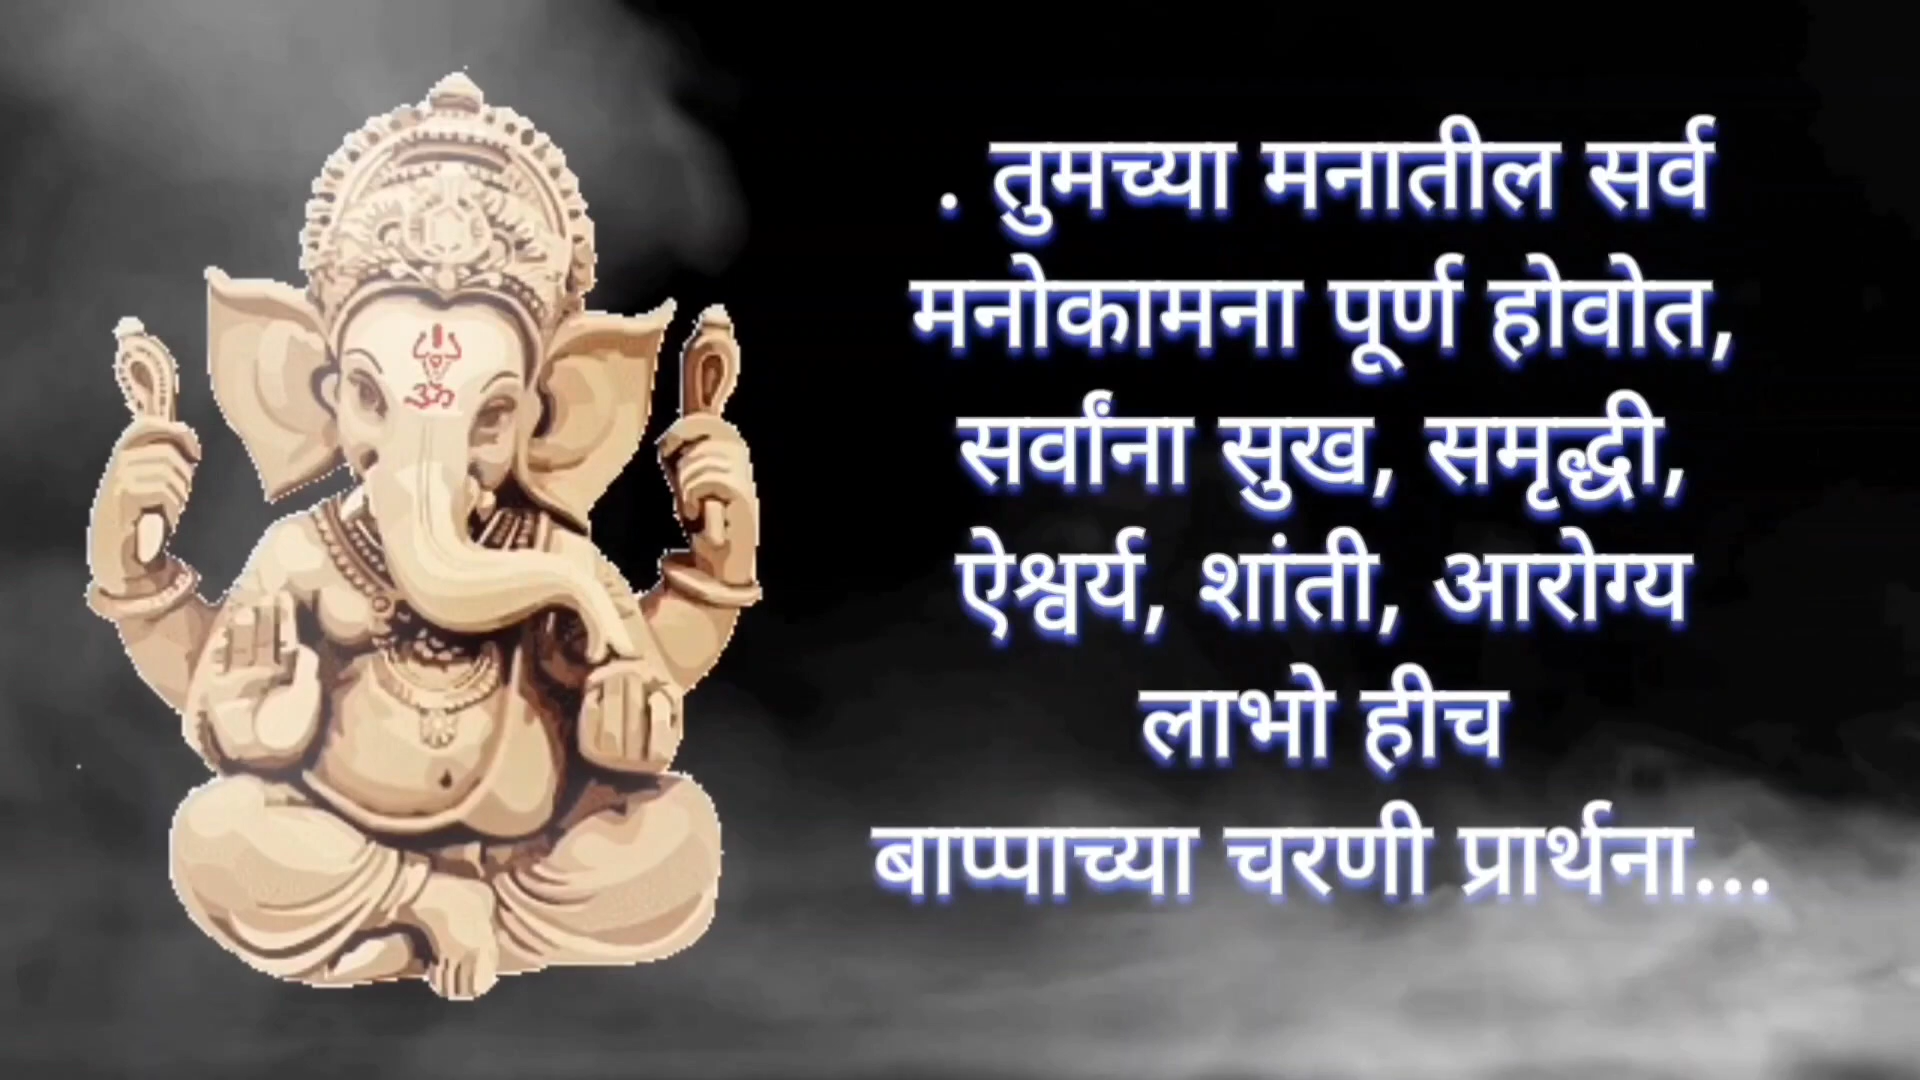 . तुमच्या मनातील सर्व
मनोकामना पूर्ण होवोत,
सर्वांना सुख, समृद्धी,
ऐश्वर्य, शांती, आरोग्य
लाभो हीच
बाप्पाच्या चरणी प्रार्थना...
ॐ